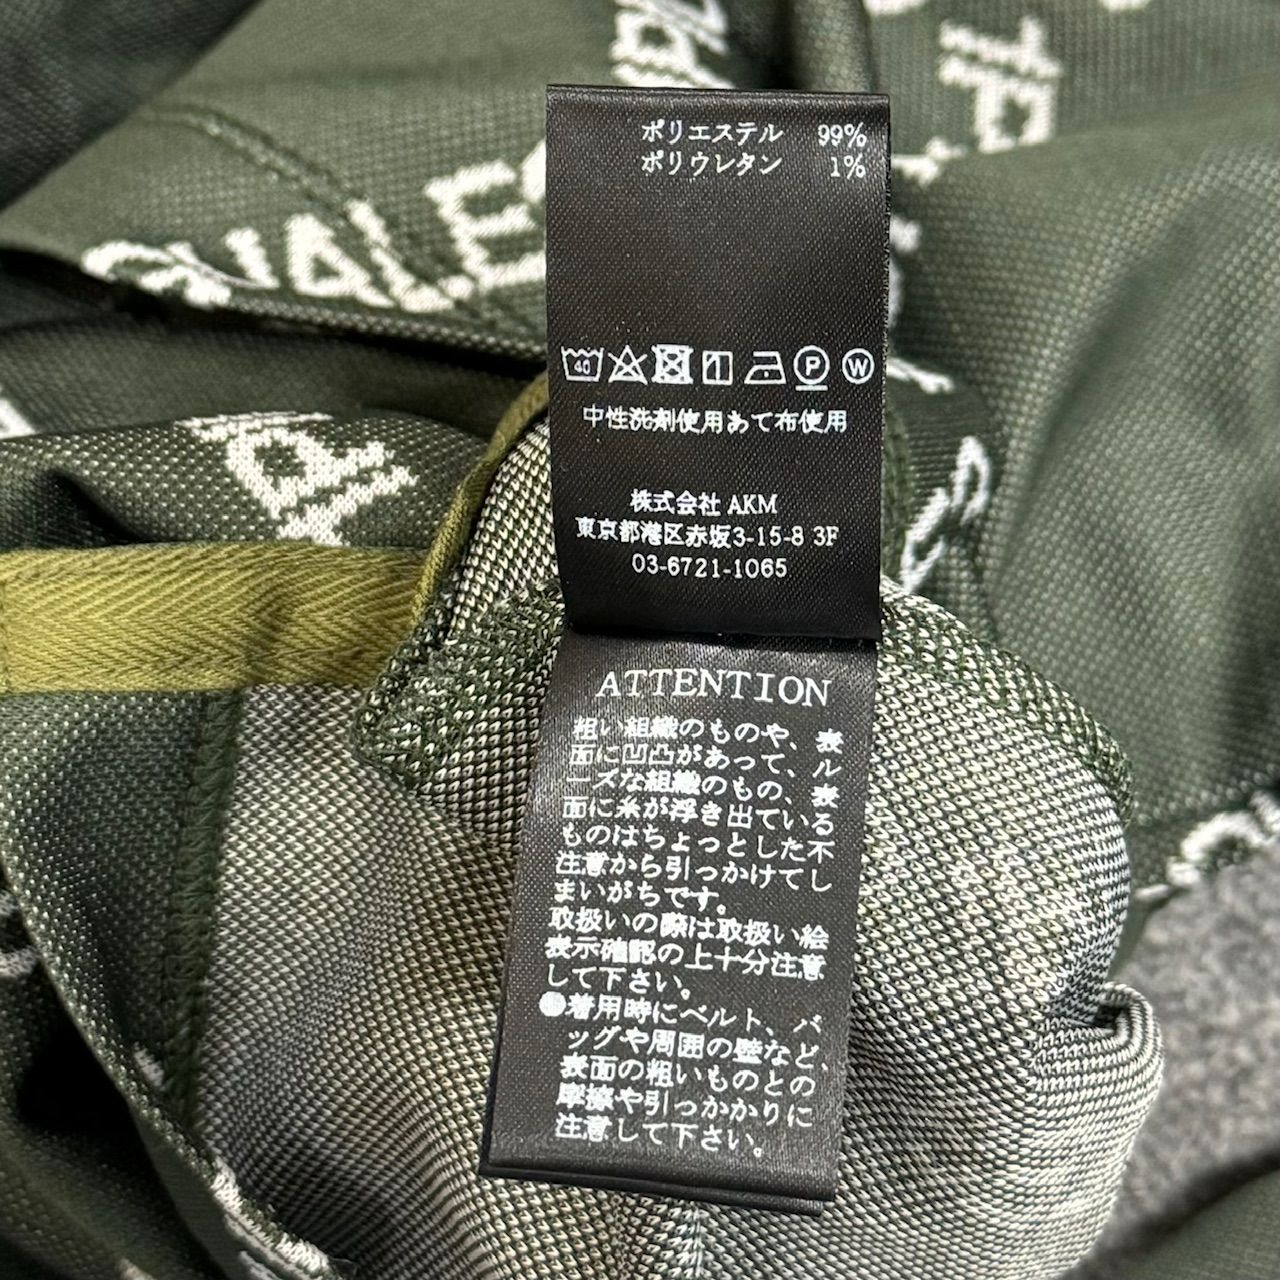 ポリエステル 99%
ポリウレタン 1%
40 P W
中性洗剤使用あて布使用
株式会社 AKM
東京都港区赤坂3-15-8 3F
03-6721-1065
ATTENTION
粗い組織のものや、表
面に凹凸があって、ル
ーズな組織のもの、表
面に糸が浮き出ている
ものはちょっとした不
注意から引っかけてし
まいがちです。
取扱いの際は取扱い絵
表示確認の上十分注意
して下さい。
●着用時にベルト、バ
ッグや周囲の壁など、
表面の粗いものとの
摩擦や引っかかりに
注意して下さい。